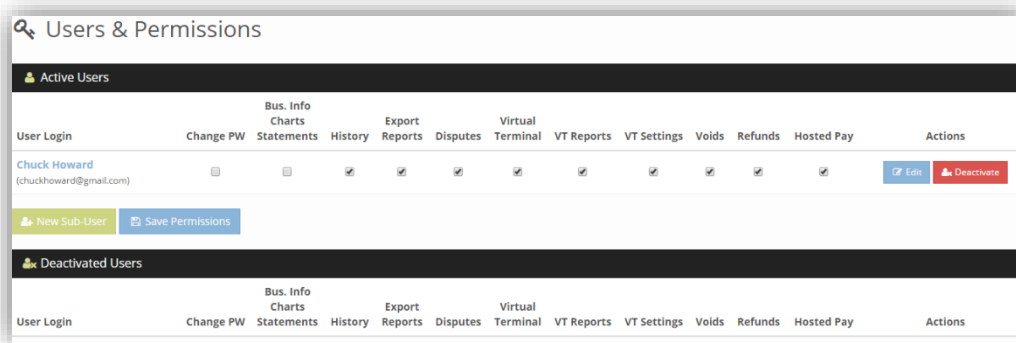 Users & Permissions
Active Users
User Login Change PW Bus. Info Charts Statements History Export Reports Disputes Virtual Terminal VT Reports VT Settings Voids Refunds Hosted Pay Actions
Chuck Howard
(chuckhoward@gmail.com)
Edit Deactivate
New Sub-User Save Permissions
Deactivated Users
User Login Change PW Bus. Info Charts Statements History Export Reports Disputes Virtual Terminal VT Reports VT Settings Voids Refunds Hosted Pay Actions